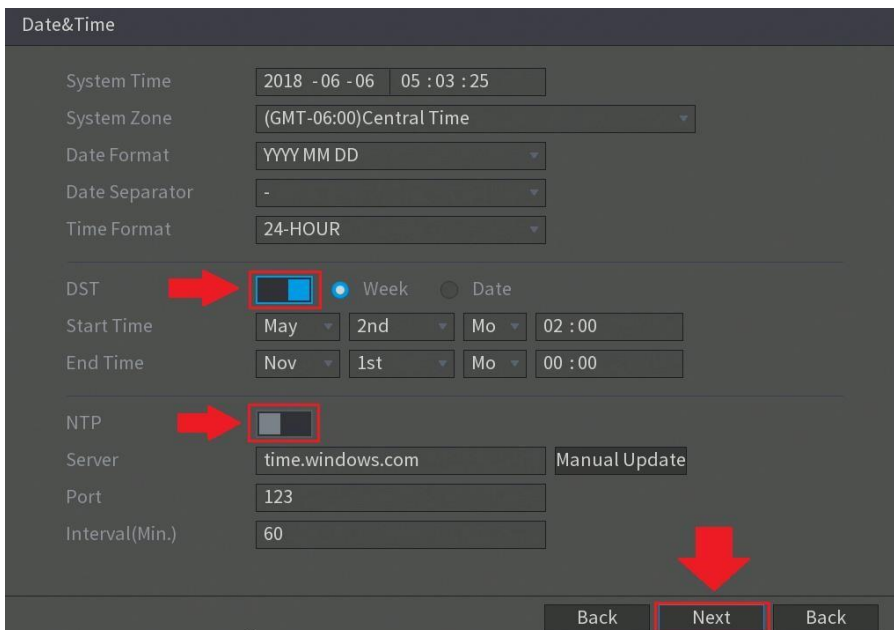 Date&Time
System Time 2018 - 06 - 06 05 : 03 : 25
System Zone (GMT-06:00)Central Time
Date Format YYYY MM DD
Date Separator -
Time Format 24-HOUR
DST Week Date
Start Time May 2nd Mo 02 : 00
End Time Nov 1st Mo 00 : 00
NTP
Server time.windows.com Manual Update
Port 123
Interval(Min.) 60
Back Next Back